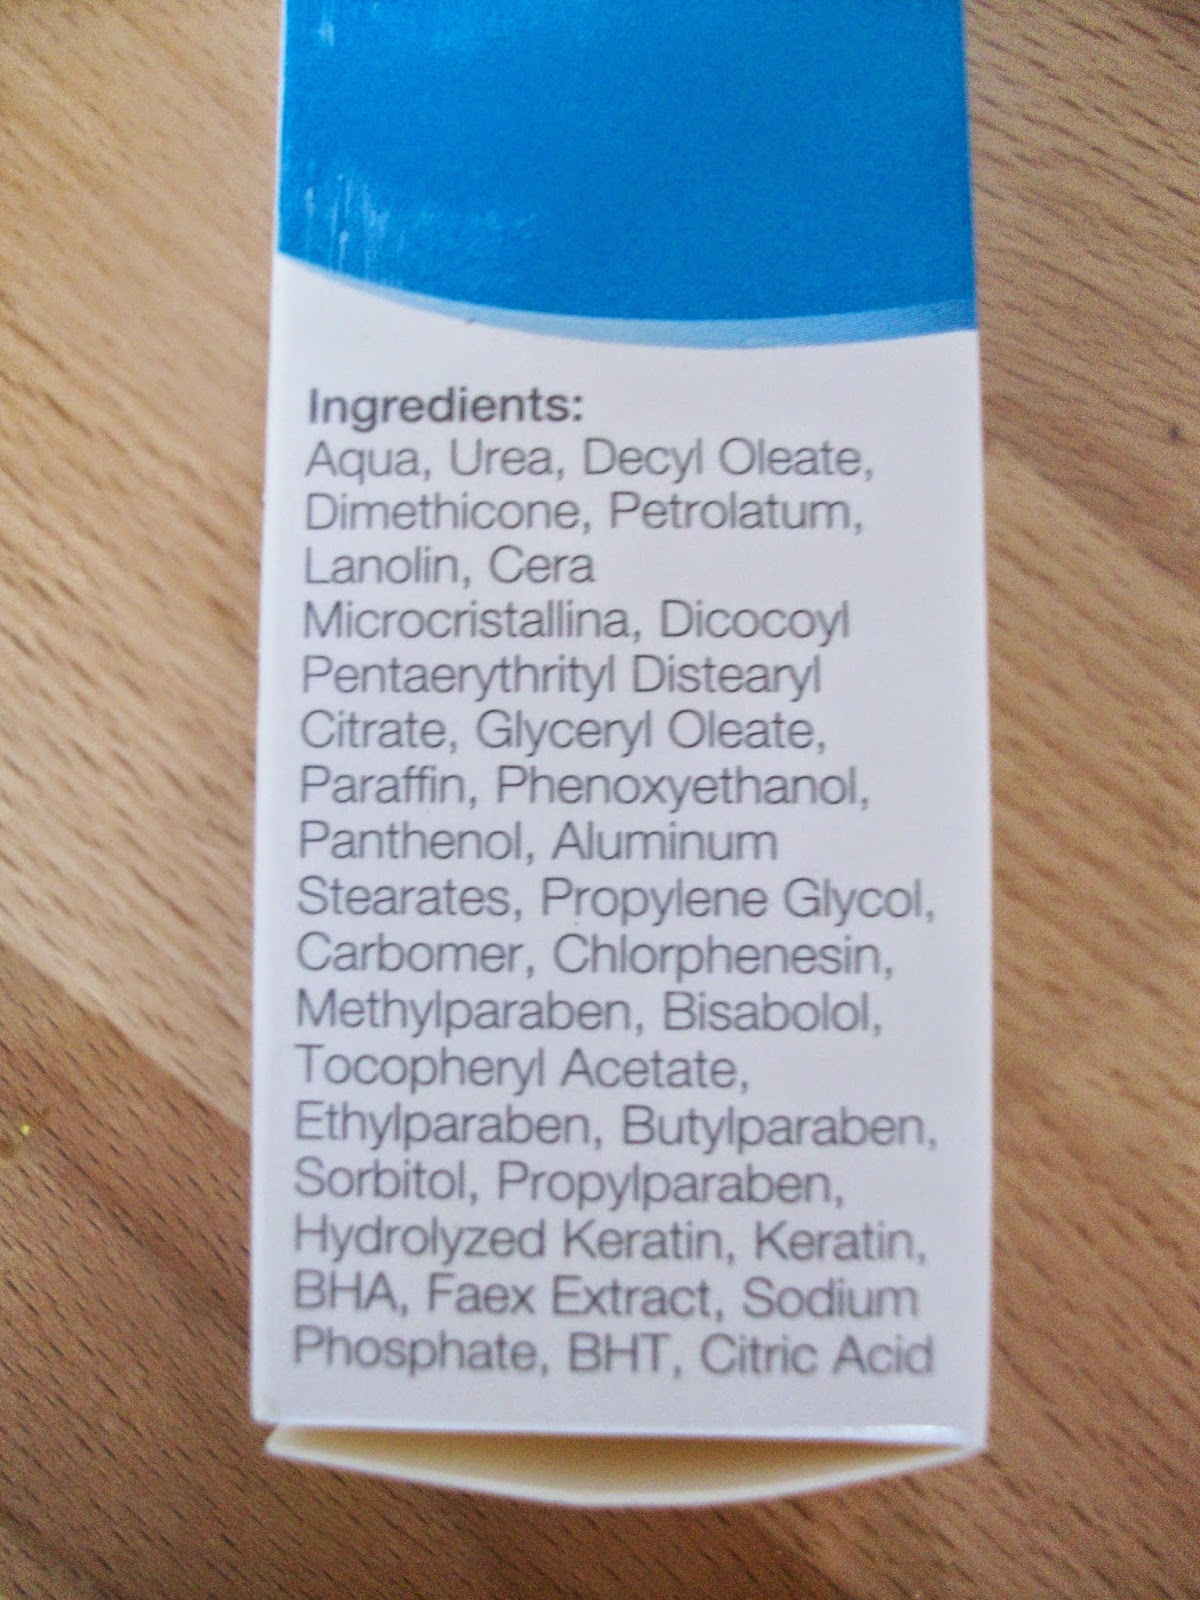 Ingredients:
Aqua, Urea, Decyl Oleate,
Dimethicone, Petrolatum,
Lanolin, Cera
Microcristallina, Dicocoyl
Pentaerythrityl Distearyl
Citrate, Glyceryl Oleate,
Paraffin, Phenoxyethanol,
Panthenol, Aluminum
Stearates, Propylene Glycol,
Carbomer, Chlorphenesin,
Methylparaben, Bisabolol,
Tocopheryl Acetate,
Ethylparaben, Butylparaben,
Sorbitol, Propylparaben,
Hydrolyzed Keratin, Keratin,
BHA, Faex Extract, Sodium
Phosphate, BHT, Citric Acid